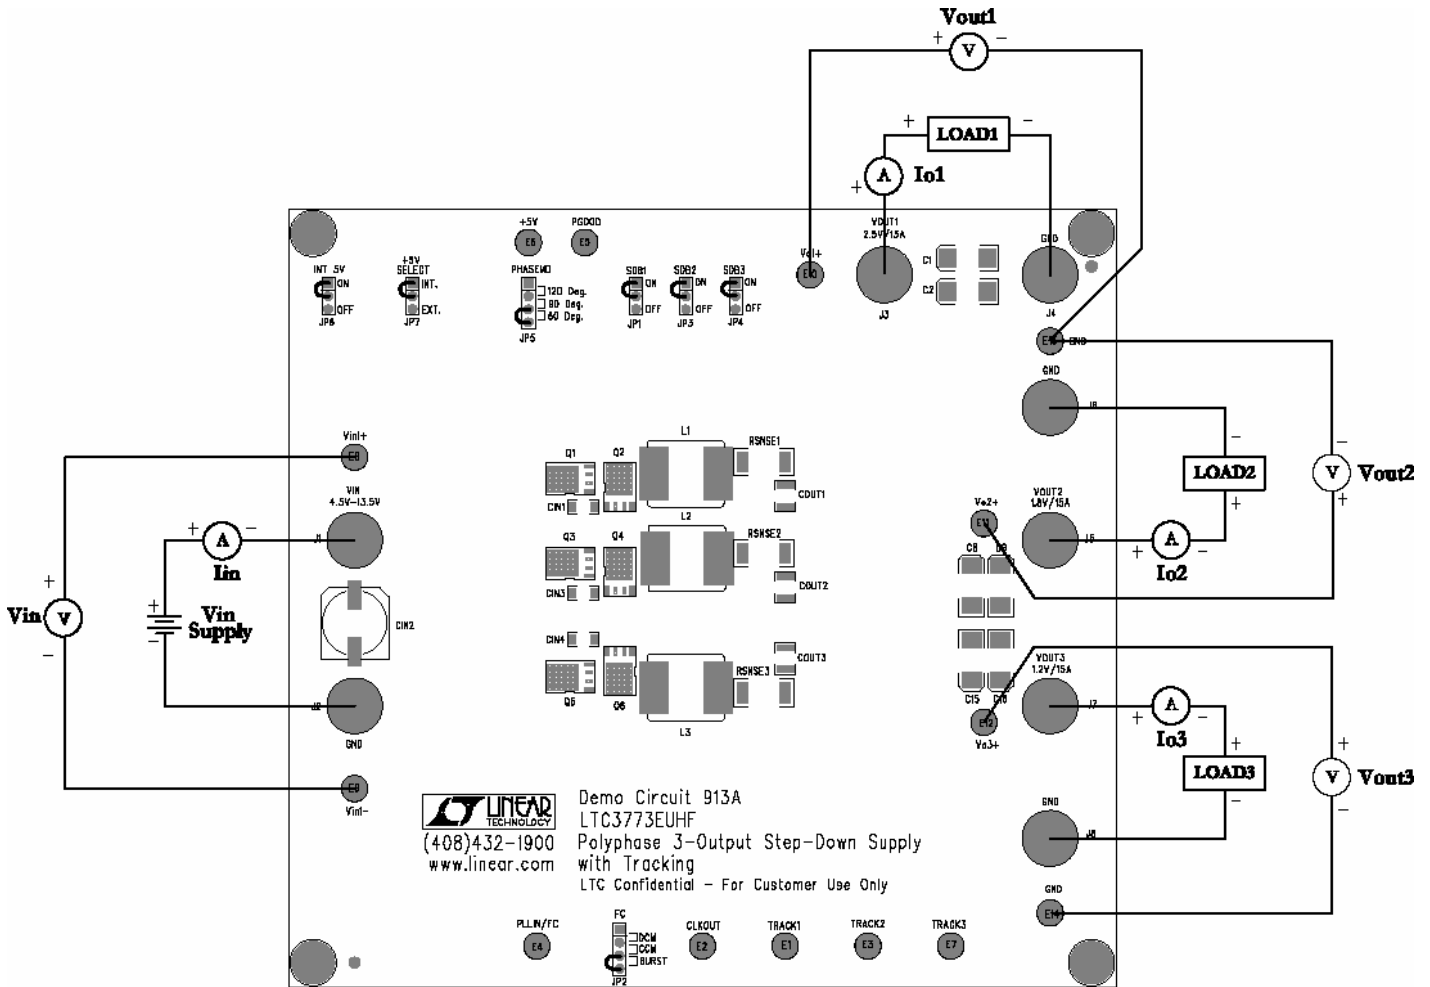 Vout1
+ V -
+ LOAD1 -
A Io1
+
+5V
PGOOD
E6
E5
VOUT1
2.5V/15A
GND
Vo1+
C1
C2
J3
J4
INT 5V
ON
OFF
JP6
+5V
SELECT
INT.
EXT.
JP7
PHASEMD
120 Deg.
90 Deg.
60 Deg.
JP5
SDB1
ON
OFF
JP1
SDB2
ON
OFF
JP3
SDB3
ON
OFF
JP4
GND
GND
-
LOAD2
+
-
V Vout2
+
Vin1+
VIN
4.5V-13.5V
J1
+ A -
Iin
+
Vin
Supply
-
+
Vin V
-
CIN2
J2
GND
Vin1-
Q1
Q2
L1
RSNSE1
CIN1
COUT1
Q3
Q4
L2
RSNSE2
CIN3
COUT2
CIN4
Q5
Q6
L3
RSNSE3
COUT3
Vo2+
E11
VOUT2
1.8V/15A
J5
+ A -
Io2
C8
C15
C16
E12
Vo3+
VOUT3
1.2V/15A
J7
+ A -
Io3
+
LOAD3
-
+
V Vout3
-
GND
GND
E14
LINEAR
TECHNOLOGY
(408)432-1900
www.linear.com
Demo Circuit 913A
LTC3773EUHF
Polyphase 3-Output Step-Down Supply
with Tracking
LTC Confidential - For Customer Use Only
PLLIN/FC
E4
FC
DCM
CCM
BURST
JP2
CLKOUT
E2
TRACK1
E1
TRACK2
E3
TRACK3
E7